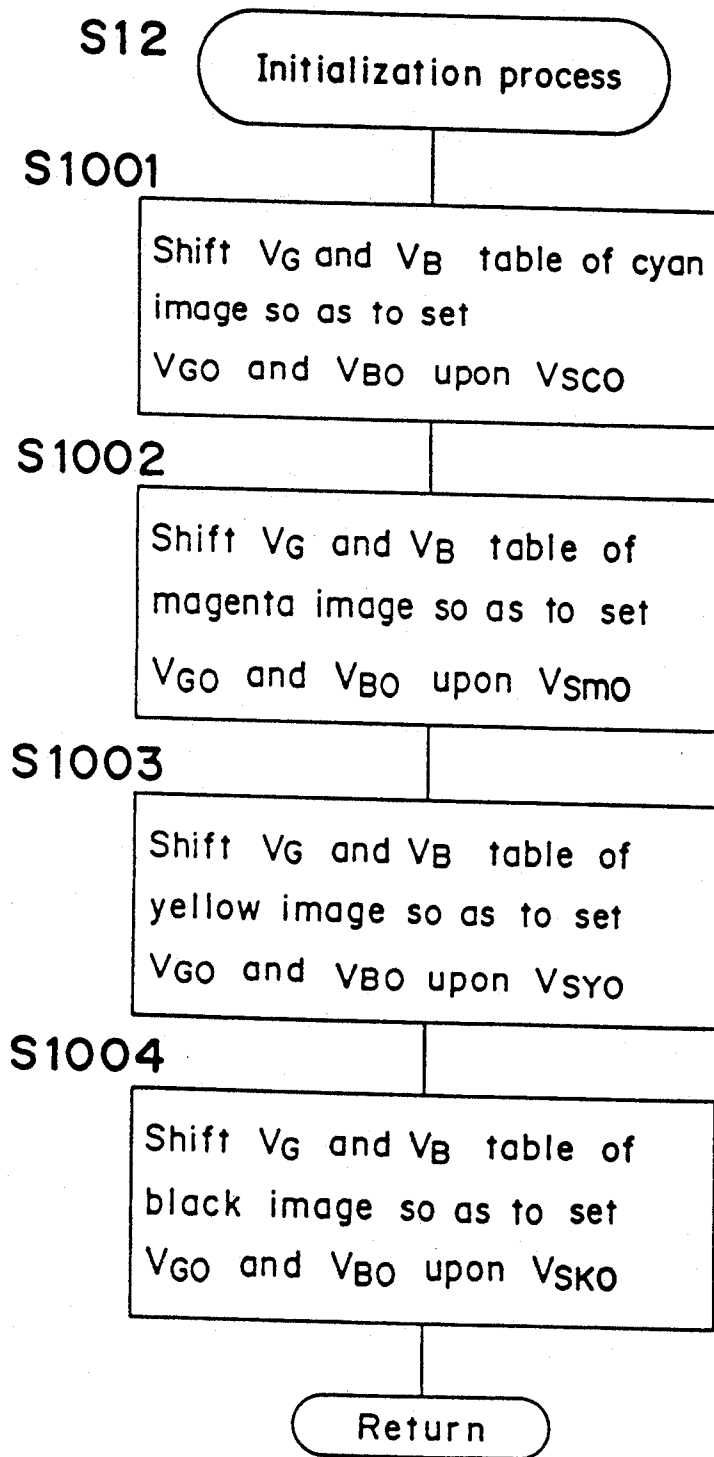 S12
Initialization process
S1001
Shift VG and VB table of cyan
image so as to set
VGO and VBO upon VSCO
S1002
Shift VG and VB table of
magenta image so as to set
VGO and VBO upon VSmO
S1003
Shift VG and VB table of
yellow image so as to set
VGO and VBO upon VSYO
S1004
Shift VG and VB table of
black image so as to set
VGO and VBO upon VSKO
Return